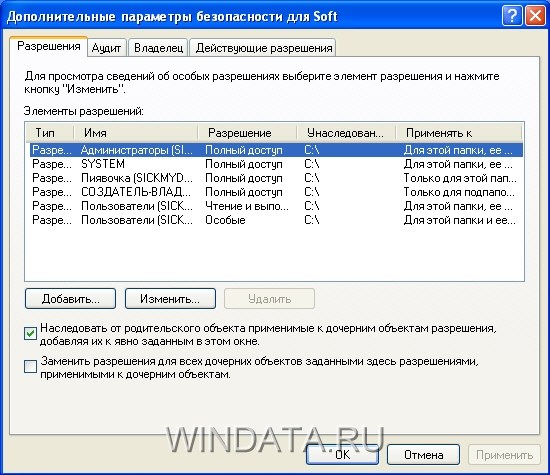 Дополнительные параметры безопасности для Soft
Разрешения Аудит Владелец Действующие разрешения
Для просмотра сведений об особых разрешениях выберите элемент разрешения и нажмите
кнопку "Изменить".
Элементы разрешений:
Тип Имя Разрешение Унаследован... Применять к
Разре... Администраторы (SI... Полный доступ C:\ Для этой папки, ее ...
Разре... SYSTEM Полный доступ C:\ Для этой папки, ее ...
Разре... Пиявочка (SICKMYD... Полный доступ C:\ Только для этой пап...
Разре... СОЗДАТЕЛЬ-ВЛАД... Полный доступ C:\ Только для подпапо...
Разре... Пользователи (SICK... Чтение и выпо... C:\ Для этой папки, ее ...
Разре... Пользователи (SICK... Особые C:\ Для этой папки и ее...
Добавить... Изменить... Удалить
Наследовать от родительского объекта применимые к дочерним объектам разрешения,
добавляя их к явно заданным в этом окне.
Заменить разрешения для всех дочерних объектов заданными здесь разрешениями,
применимыми к дочерним объектам.
WINDATA.RU
OK Отмена Применить